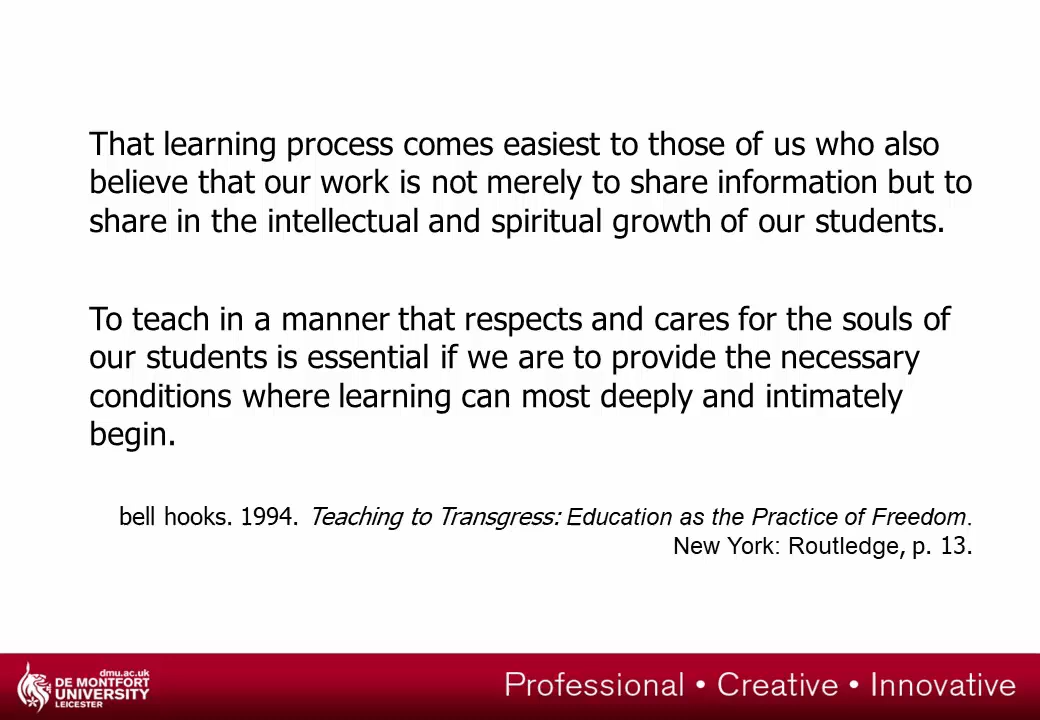 That learning process comes easiest to those of us who also
believe that our work is not merely to share information but to
share in the intellectual and spiritual growth of our students.
To teach in a manner that respects and cares for the souls of
our students is essential if we are to provide the necessary
conditions where learning can most deeply and intimately
begin.
bell hooks. 1994. Teaching to Transgress: Education as the Practice of Freedom.
New York: Routledge, p. 13.
dmu.ac.uk
DE MONTFORT
UNIVERSITY
LEICESTER
Professional • Creative • Innovative